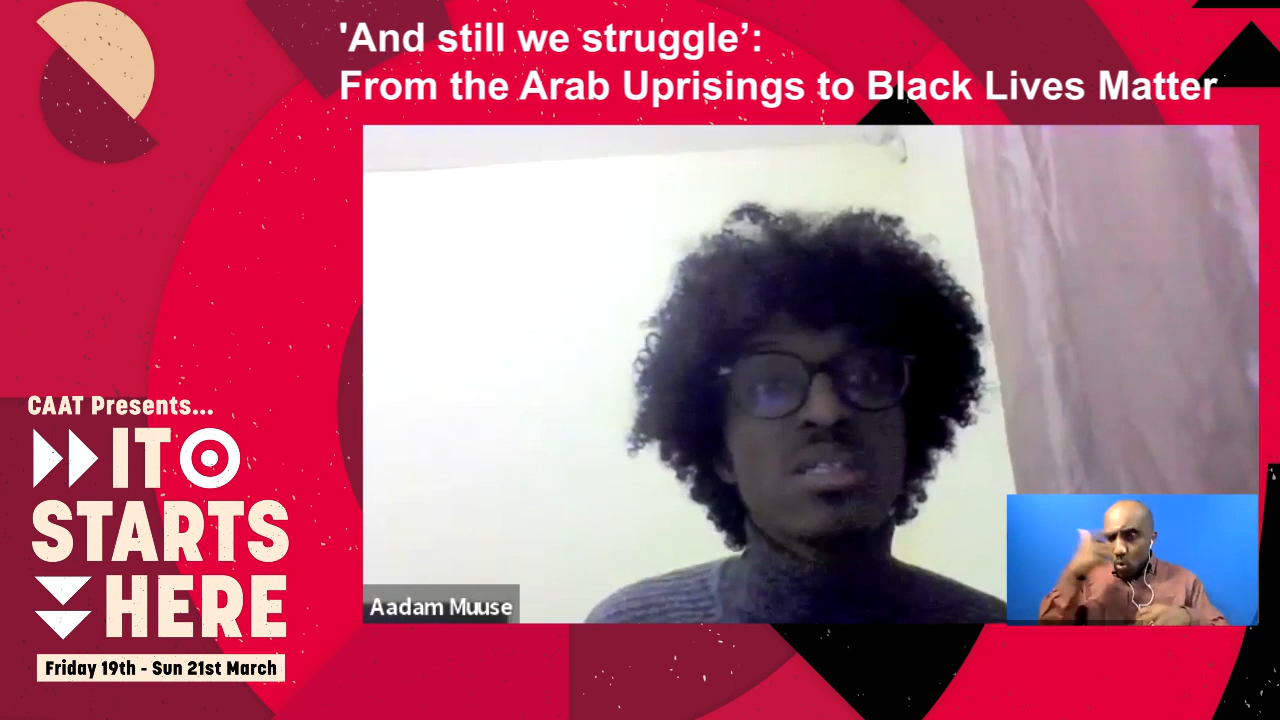 'And still we struggle’:
From the Arab Uprisings to Black Lives Matter
CAAT Presents...
IT
STARTS
HERE
Friday 19th - Sun 21st March
Aadam Muuse